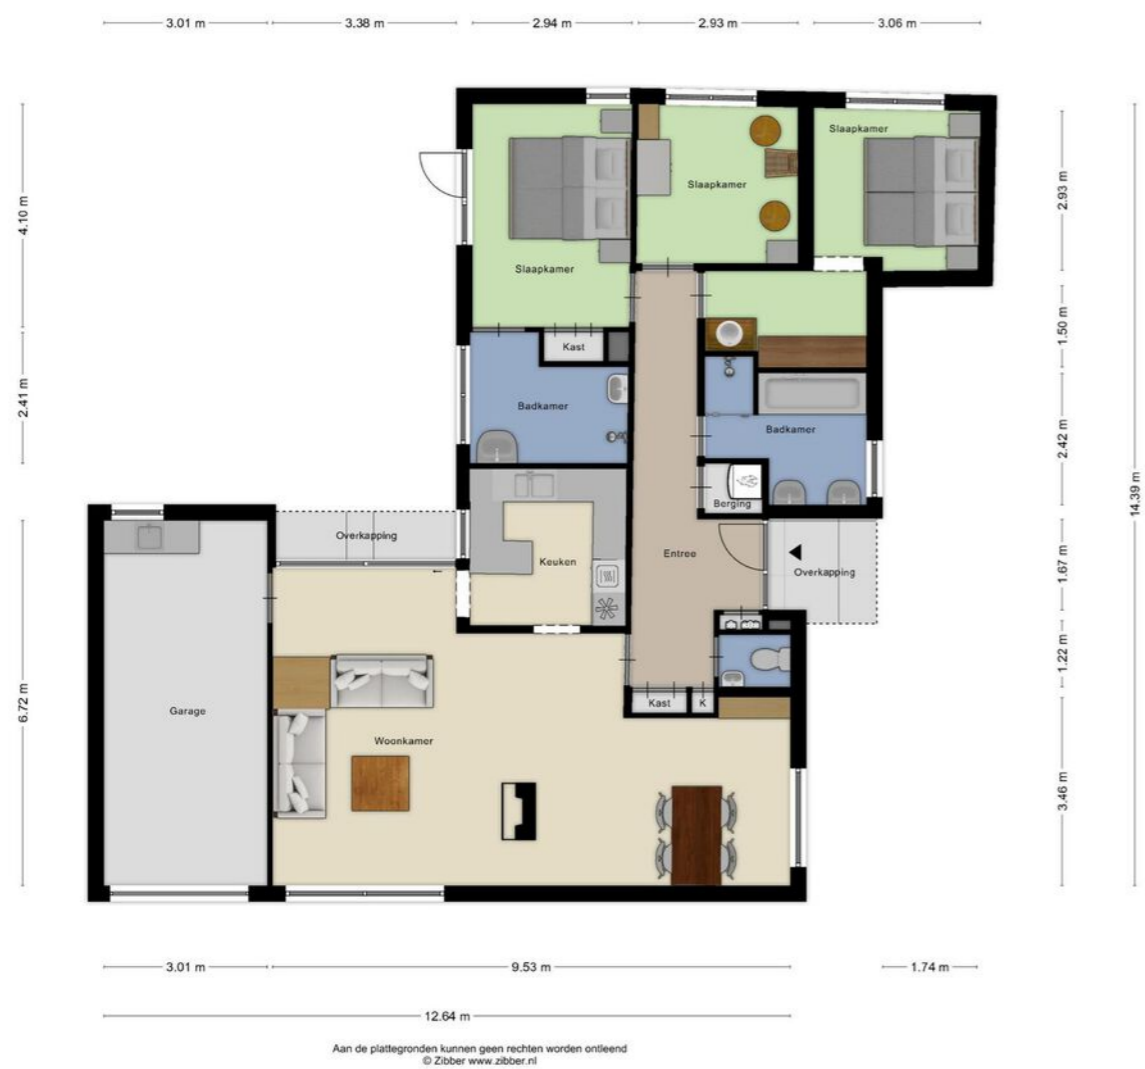 3.01 m
3.38 m
2.94 m
2.93 m
3.06 m
Slaapkamer
Slaapkamer
Slaapkamer
4.10 m
2.93 m
1.50 m
Kast
2.41 m
Badkamer
Badkamer
2.42 m
14.39 m
Berging
Overkapping
Keuken
Entree
Overkapping
1.67 m
1.22 m
Kast
K
6.72 m
Garage
Woonkamer
3.46 m
3.01 m
9.53 m
1.74 m
12.64 m
Aan de plattegronden kunnen geen rechten worden ontleend
© Zibber www.zibber.nl